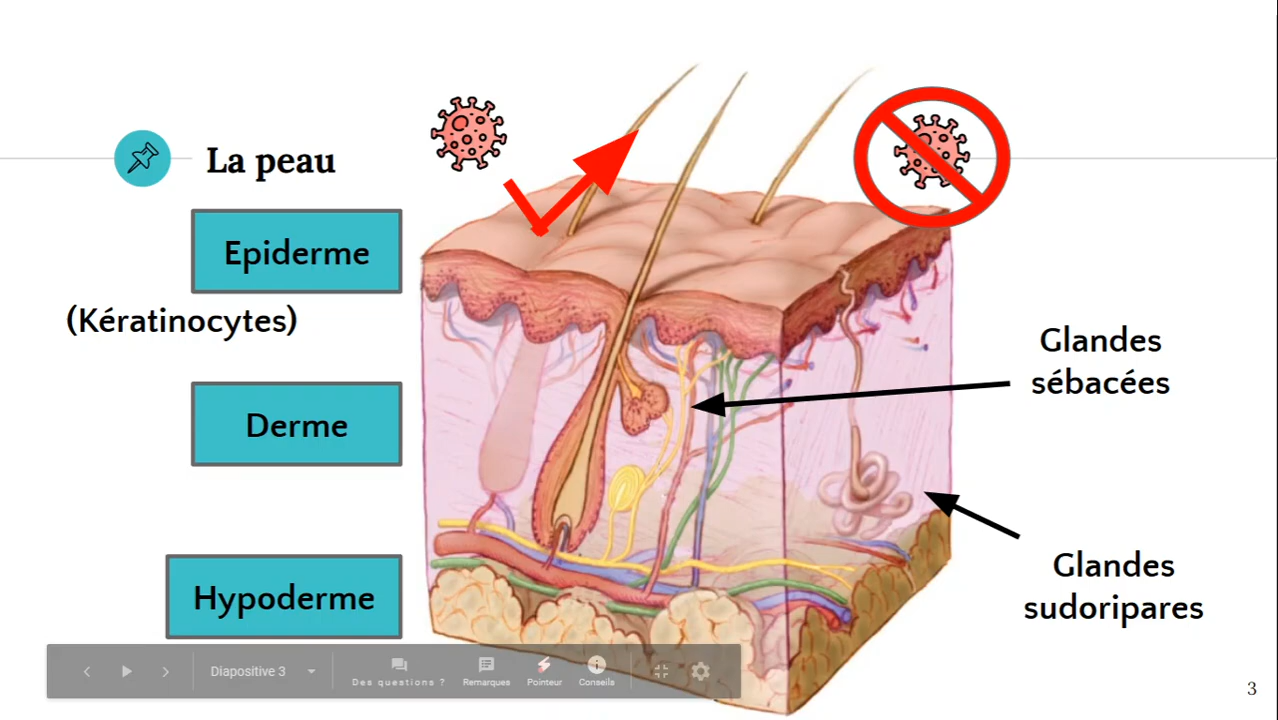 La peau
Epiderme
(Kératinocytes)
Derme
Hypoderme
Glandes
sébacées
Glandes
sudoripares
Diapositive 3
Des questions ?
Remarques
Pointeur
Conseils
3